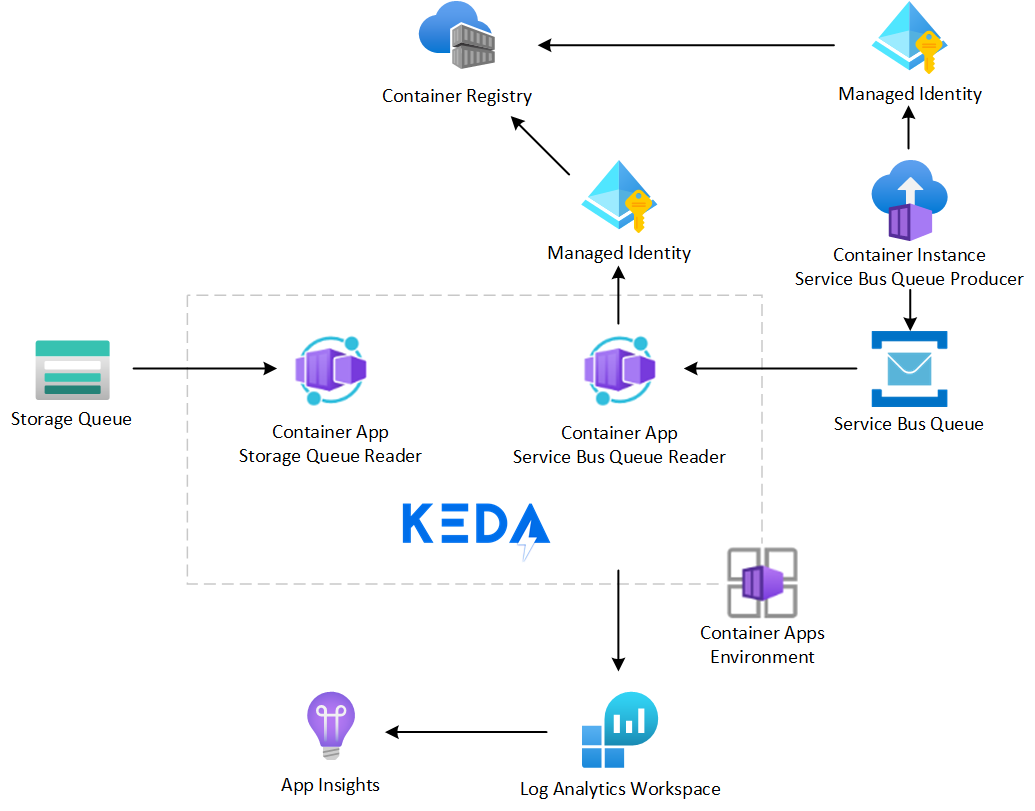 Container Registry
Managed Identity
Managed Identity
Container Instance
Service Bus Queue Producer
Storage Queue
Container App
Storage Queue Reader
Container App
Service Bus Queue Reader
Service Bus Queue
KEDA
Container Apps
Environment
App Insights
Log Analytics Workspace